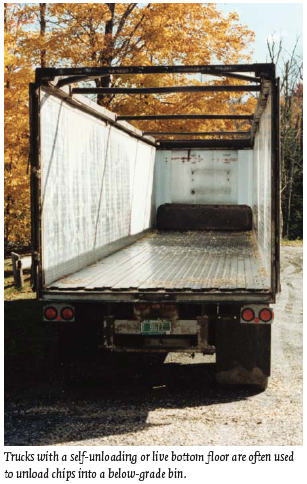 Trucks with a self-unloading or live bottom floor are often used
to unload chips into a below-grade bin.